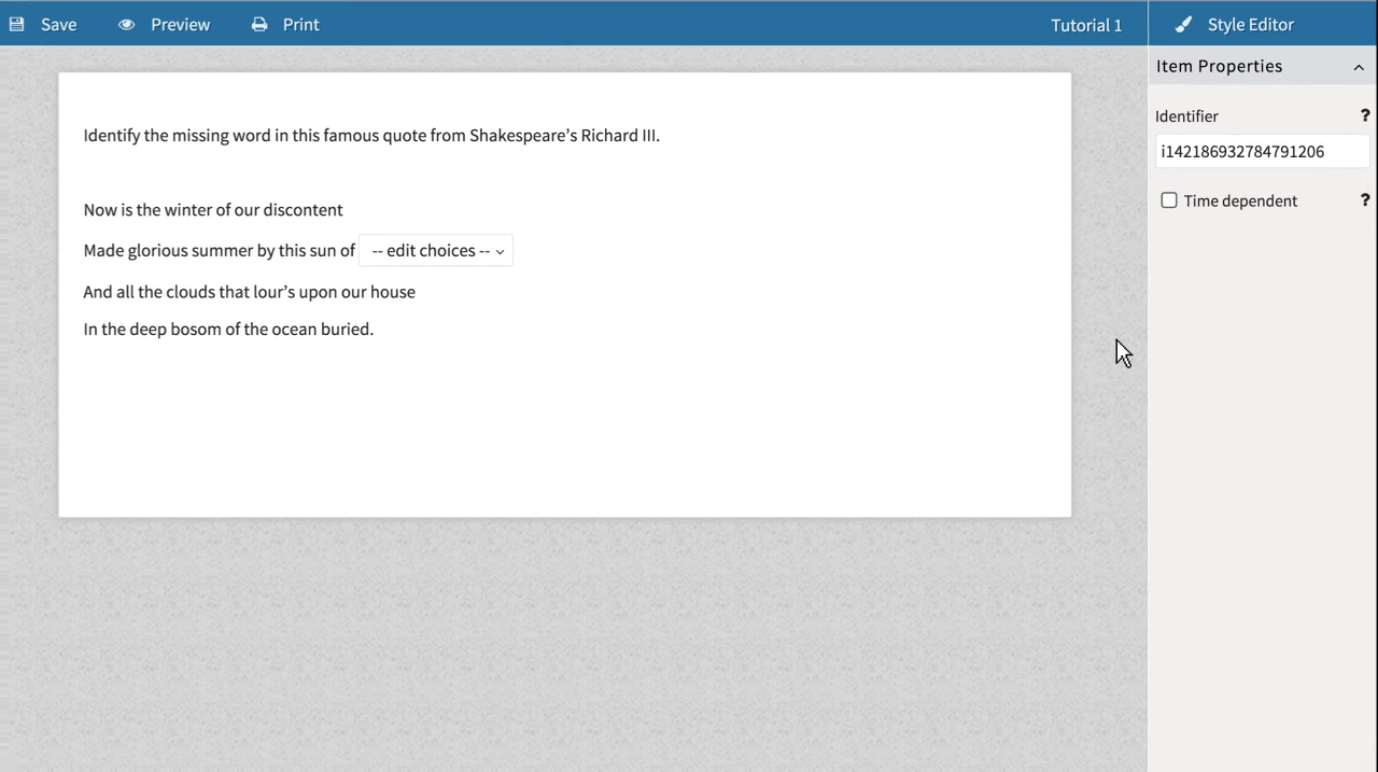 Save Preview Print Tutorial 1 Style Editor
Item Properties
Identifier ?
i142186932784791206
Time dependent ?
Identify the missing word in this famous quote from Shakespeare’s Richard III.
Now is the winter of our discontent
Made glorious summer by this sun of -- edit choices --
And all the clouds that lour’s upon our house
In the deep bosom of the ocean buried.